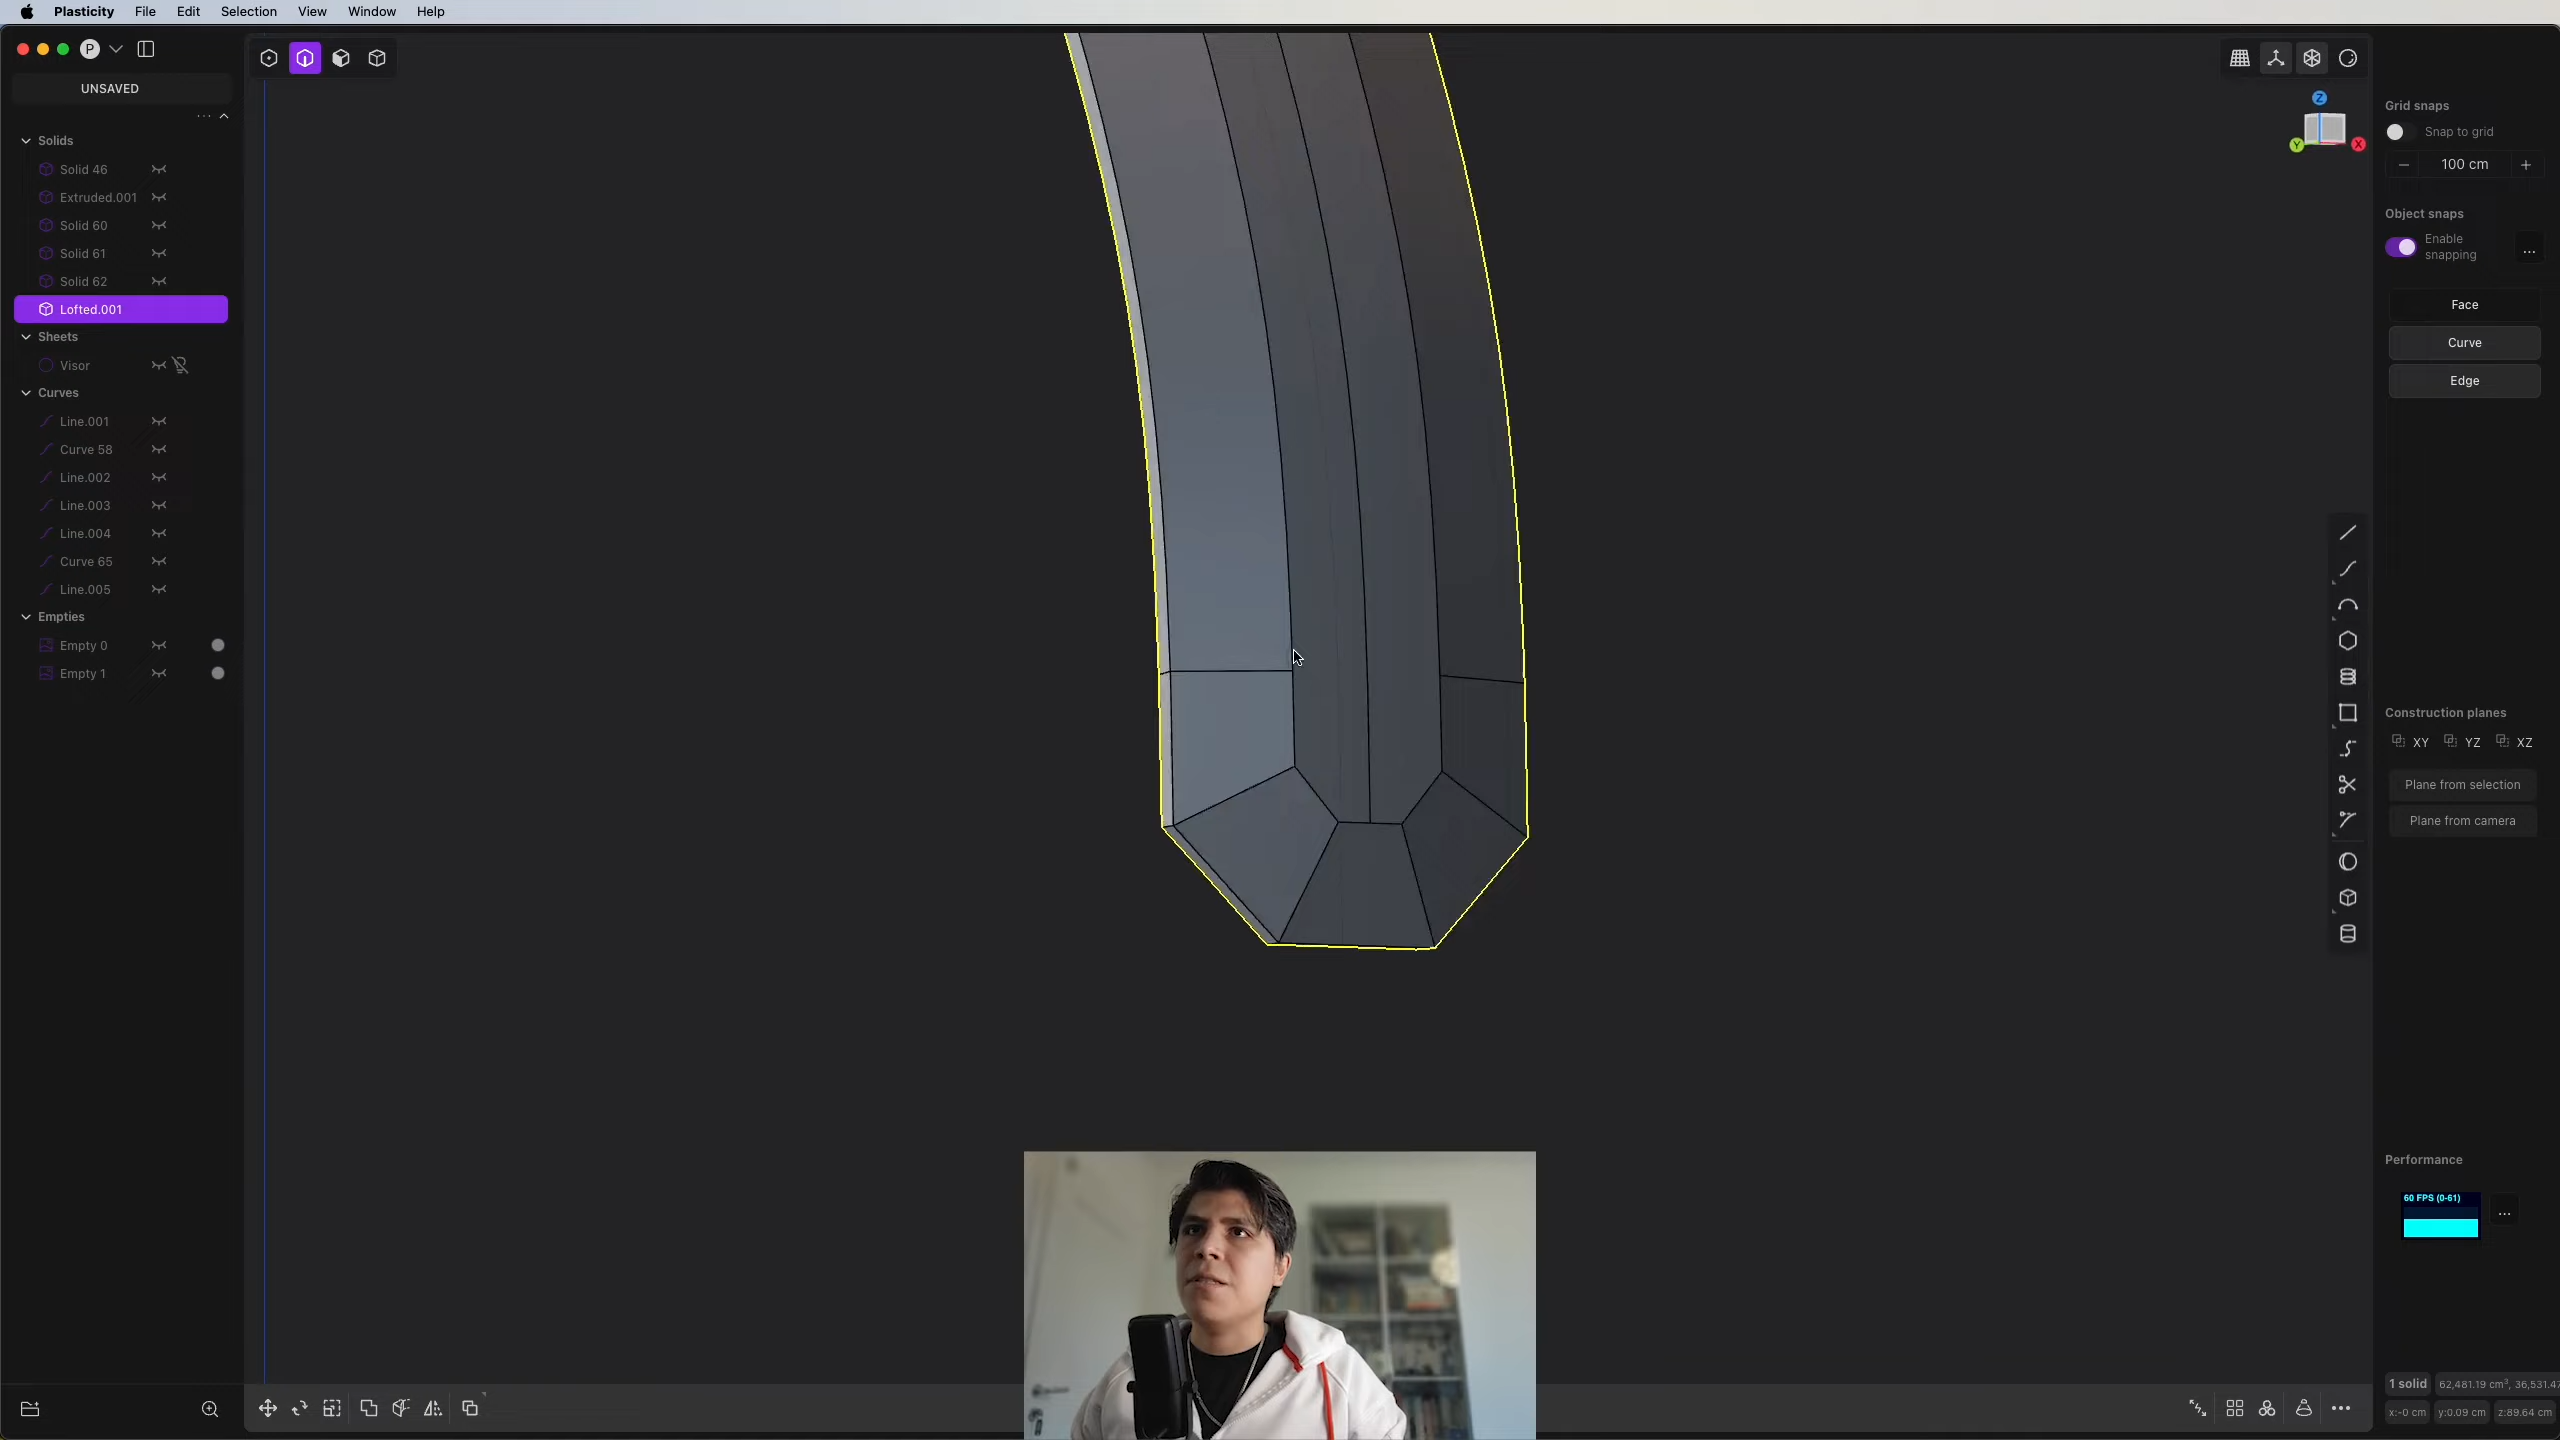 Plasticity File Edit Selection View Window Help
P
UNSAVED
...
Solids
Solid 46
Extruded.001
Solid 60
Solid 61
Solid 62
Lofted.001
Sheets
Visor
Curves
Line.001
Curve 58
Line.002
Line.003
Line.004
Curve 65
Line.005
Empties
Empty 0
Empty 1
Z
Y X
Grid snaps
Snap to grid
− 100 cm +
Object snaps
Enable
snapping
...
Face
Curve
Edge
Construction planes
XY YZ XZ
Plane from selection
Plane from camera
Performance
60 FPS (0-61)
...
1 solid 62,481.19 cm³, 36,531.47
x:-0 cm y:0.09 cm z:89.64 cm